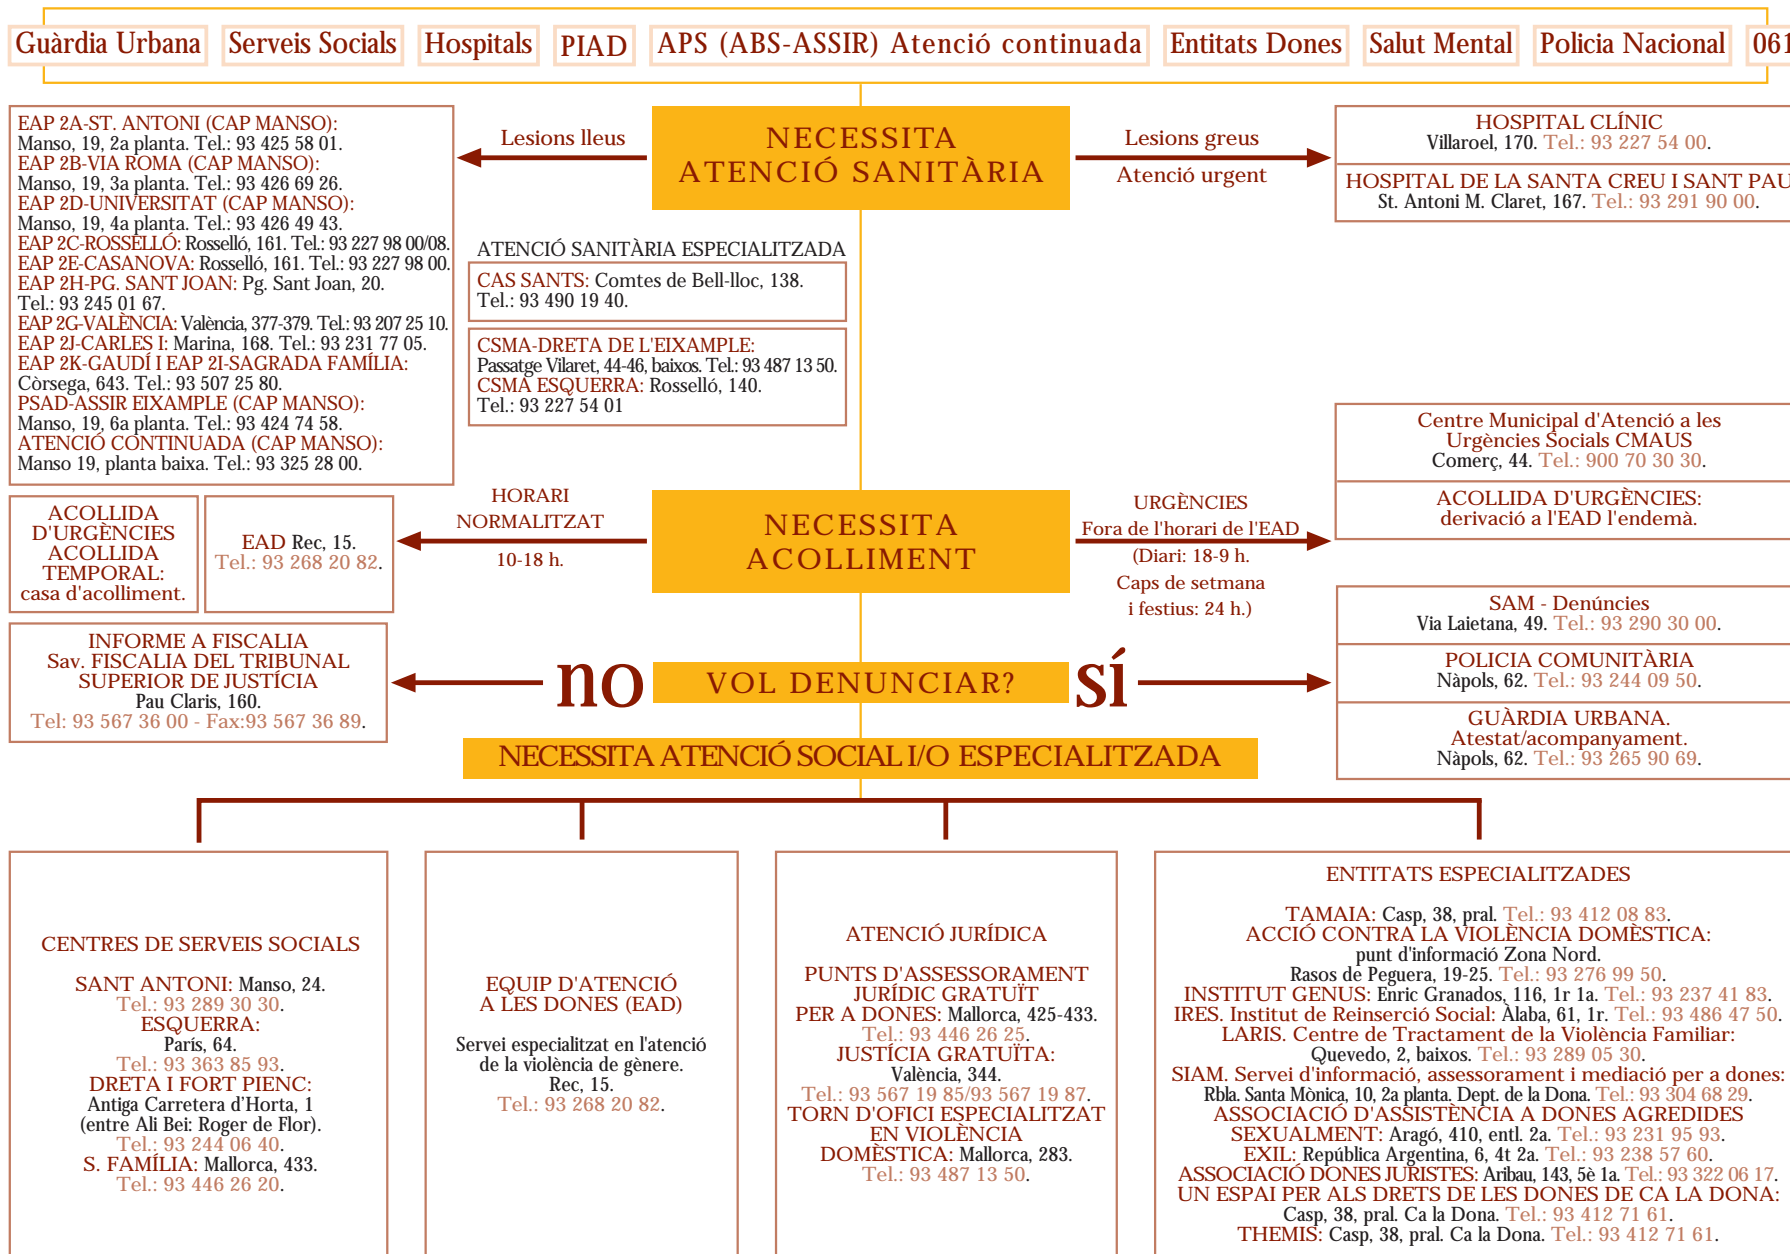 Guàrdia Urbana
Serveis Socials
Hospitals
PIAD
APS (ABS-ASSIR) Atenció continuada
Entitats Dones
Salut Mental
Policia Nacional
061
EAP 2A-ST. ANTONI (CAP MANSO):
Manso, 19, 2a planta. Tel.: 93 425 58 01.
EAP 2B-VIA ROMA (CAP MANSO):
Manso, 19, 3a planta. Tel.: 93 426 69 26.
EAP 2D-UNIVERSITAT (CAP MANSO):
Manso, 19, 4a planta. Tel.: 93 426 49 43.
EAP 2C-ROSSELLÓ: Rosselló, 161. Tel.: 93 227 98 00/08.
EAP 2E-CASANOVA: Rosselló, 161. Tel.: 93 227 98 00.
EAP 2H-PG. SANT JOAN: Pg. Sant Joan, 20.
Tel.: 93 245 01 67.
EAP 2G-VALÈNCIA: València, 377-379. Tel.: 93 207 25 10.
EAP 2J-CARLES I: Marina, 168. Tel.: 93 231 77 05.
EAP 2K-GAUDÍ I EAP 2I-SAGRADA FAMÍLIA:
Còrsega, 643. Tel.: 93 507 25 80.
PSAD-ASSIR EIXAMPLE (CAP MANSO):
Manso, 19, 6a planta. Tel.: 93 424 74 58.
ATENCIÓ CONTINUADA (CAP MANSO):
Manso 19, planta baixa. Tel.: 93 325 28 00.
Lesions lleus
NECESSITA
ATENCIÓ SANITÀRIA
Lesions greus
Atenció urgent
HOSPITAL CLÍNIC
Villaroel, 170. Tel.: 93 227 54 00.
HOSPITAL DE LA SANTA CREU I SANT PAU
St. Antoni M. Claret, 167. Tel.: 93 291 90 00.
ATENCIÓ SANITÀRIA ESPECIALITZADA
CAS SANTS: Comtes de Bell-lloc, 138.
Tel.: 93 490 19 40.
CSMA-DRETA DE L'EIXAMPLE:
Passatge Vilaret, 44-46, baixos. Tel.: 93 487 13 50.
CSMA ESQUERRA: Rosselló, 140.
Tel.: 93 227 54 01
ACOLLIDA
D'URGÈNCIES
ACOLLIDA
TEMPORAL:
casa d'acolliment.
EAD Rec, 15.
Tel.: 93 268 20 82.
HORARI
NORMALITZAT
10-18 h.
NECESSITA
ACOLLIMENT
URGÈNCIES
Fora de l'horari de l'EAD
(Diari: 18-9 h.
Caps de setmana
i festius: 24 h.)
Centre Municipal d'Atenció a les
Urgències Socials CMAUS
Comerç, 44. Tel.: 900 70 30 30.
ACOLLIDA D'URGÈNCIES:
derivació a l'EAD l'endemà.
INFORME A FISCALIA
Sav. FISCALIA DEL TRIBUNAL
SUPERIOR DE JUSTÍCIA
Pau Claris, 160.
Tel: 93 567 36 00 - Fax:93 567 36 89.
no
VOL DENUNCIAR?
sí
SAM - Denúncies
Via Laietana, 49. Tel.: 93 290 30 00.
POLICIA COMUNITÀRIA
Nàpols, 62. Tel.: 93 244 09 50.
GUÀRDIA URBANA.
Atestat/acompanyament.
Nàpols, 62. Tel.: 93 265 90 69.
NECESSITA ATENCIÓ SOCIAL I/O ESPECIALITZADA
CENTRES DE SERVEIS SOCIALS
SANT ANTONI: Manso, 24.
Tel.: 93 289 30 30.
ESQUERRA:
París, 64.
Tel.: 93 363 85 93.
DRETA I FORT PIENC:
Antiga Carretera d'Horta, 1
(entre Ali Bei: Roger de Flor).
Tel.: 93 244 06 40.
S. FAMÍLIA: Mallorca, 433.
Tel.: 93 446 26 20.
EQUIP D'ATENCIÓ
A LES DONES (EAD)
Servei especialitzat en l'atenció
de la violència de gènere.
Rec, 15.
Tel.: 93 268 20 82.
ATENCIÓ JURÍDICA
PUNTS D'ASSESSORAMENT
JURÍDIC GRATUÏT
PER A DONES: Mallorca, 425-433.
Tel.: 93 446 26 25.
JUSTÍCIA GRATUÏTA:
València, 344.
Tel.: 93 567 19 85/93 567 19 87.
TORN D'OFICI ESPECIALITZAT
EN VIOLÈNCIA
DOMÈSTICA: Mallorca, 283.
Tel.: 93 487 13 50.
ENTITATS ESPECIALITZADES
TAMAIA: Casp, 38, pral. Tel.: 93 412 08 83.
ACCIÓ CONTRA LA VIOLÈNCIA DOMÈSTICA:
punt d'informació Zona Nord.
Rasos de Peguera, 19-25. Tel.: 93 276 99 50.
INSTITUT GENUS: Enric Granados, 116, 1r 1a. Tel.: 93 237 41 83.
IRES. Institut de Reinserció Social: Àlaba, 61, 1r. Tel.: 93 486 47 50.
LARIS. Centre de Tractament de la Violència Familiar:
Quevedo, 2, baixos. Tel.: 93 289 05 30.
SIAM. Servei d'informació, assessorament i mediació per a dones:
Rbla. Santa Mònica, 10, 2a planta. Dept. de la Dona. Tel.: 93 304 68 29.
ASSOCIACIÓ D'ASSISTÈNCIA A DONES AGREDIDES
SEXUALMENT: Aragó, 410, entl. 2a. Tel.: 93 231 95 93.
EXIL: República Argentina, 6, 4t 2a. Tel.: 93 238 57 60.
ASSOCIACIÓ DONES JURISTES: Aribau, 143, 5è 1a. Tel.: 93 322 06 17.
UN ESPAI PER ALS DRETS DE LES DONES DE CA LA DONA:
Casp, 38, pral. Ca la Dona. Tel.: 93 412 71 61.
THEMIS: Casp, 38, pral. Ca la Dona. Tel.: 93 412 71 61.